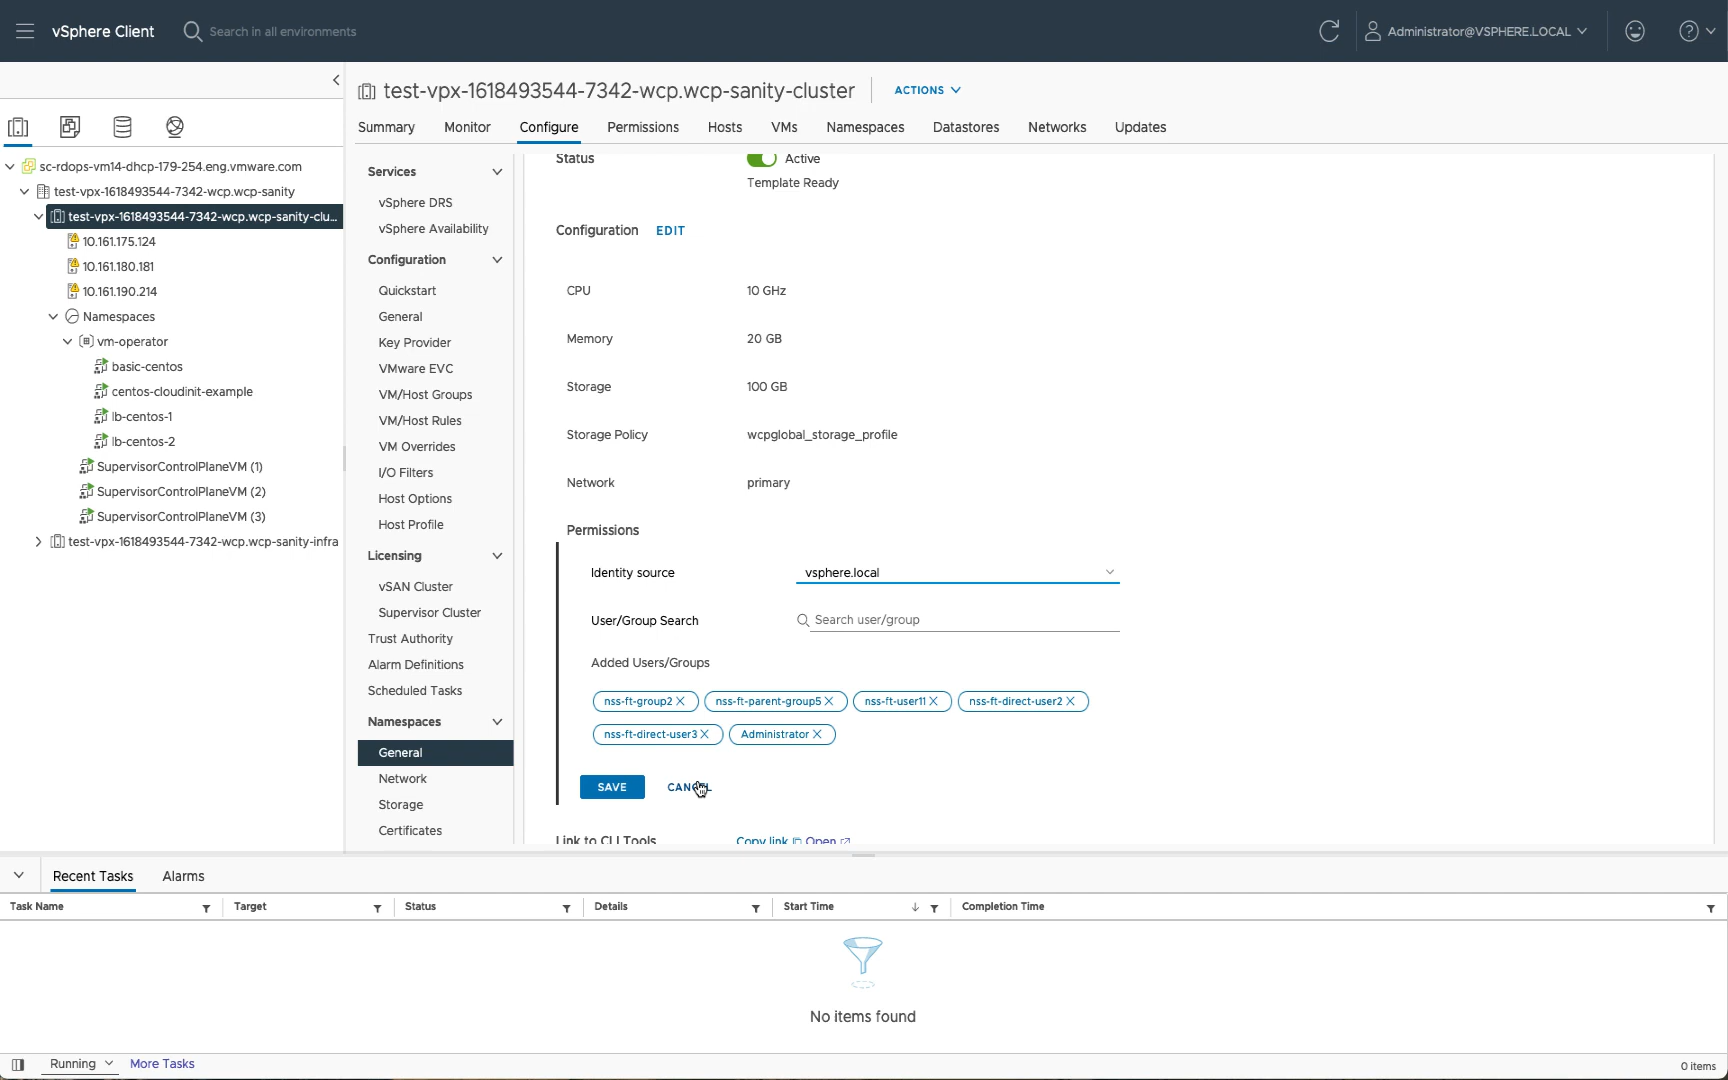 vSphere Client
Search in all environments
Administrator@VSPHERE.LOCAL
test-vpx-1618493544-7342-wcp.wcp-sanity-cluster
ACTIONS
Summary
Monitor
Configure
Permissions
Hosts
VMs
Namespaces
Datastores
Networks
Updates
sc-rdops-vm14-dhcp-179-254.eng.vmware.com
test-vpx-1618493544-7342-wcp.wcp-sanity
test-vpx-1618493544-7342-wcp.wcp-sanity-clu...
10.161.175.124
10.161.180.181
10.161.190.214
Namespaces
vm-operator
basic-centos
centos-cloudinit-example
lb-centos-1
lb-centos-2
SupervisorControlPlaneVM (1)
SupervisorControlPlaneVM (2)
SupervisorControlPlaneVM (3)
test-vpx-1618493544-7342-wcp.wcp-sanity-infra
Services
vSphere DRS
vSphere Availability
Configuration
Quickstart
General
Key Provider
VMware EVC
VM/Host Groups
VM/Host Rules
VM Overrides
I/O Filters
Host Options
Host Profile
Licensing
vSAN Cluster
Supervisor Cluster
Trust Authority
Alarm Definitions
Scheduled Tasks
Namespaces
General
Network
Storage
Certificates
Status
Active
Template Ready
Configuration EDIT
CPU 10 GHz
Memory 20 GB
Storage 100 GB
Storage Policy wcpglobal_storage_profile
Network primary
Permissions
Identity source vsphere.local
User/Group Search Search user/group
Added Users/Groups
nss-ft-group2 nss-ft-parent-group5 nss-ft-user11 nss-ft-direct-user2
nss-ft-direct-user3 Administrator
SAVE CANCEL
Link to CLI Tools Copy link Open
Recent Tasks Alarms
Task Name Target Status Details Start Time Completion Time
No items found
Running More Tasks
0 items